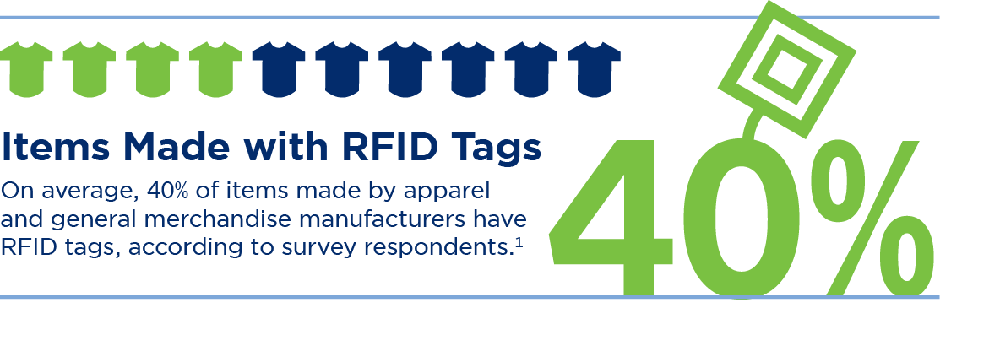 Items Made with RFID Tags
On average, 40% of items made by apparel
and general merchandise manufacturers have
RFID tags, according to survey respondents.¹
40%